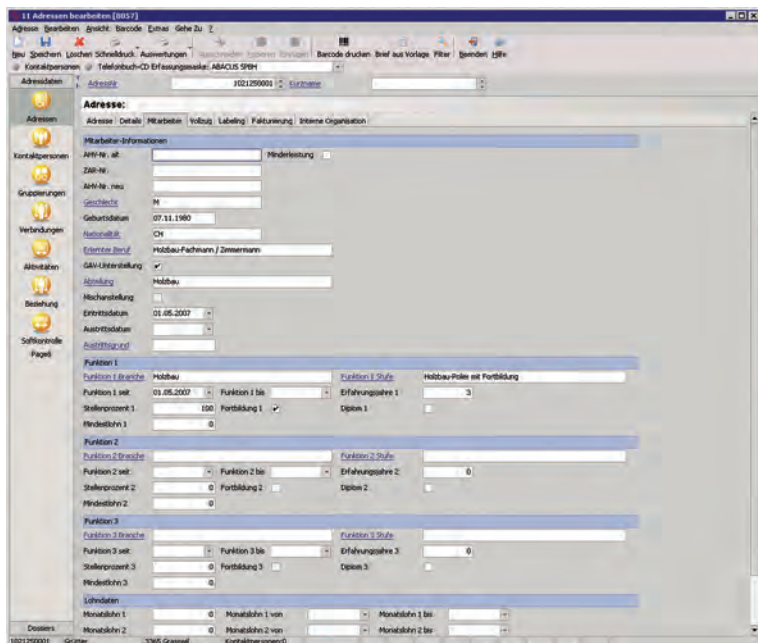 11 Adressen bearbeiten [0057]
Adresse Bearbeiten Ansicht Barcode Extras Gehe Zu ?
Neu Speichern Löschen Schnelldruck Auswertungen Ausschneiden Kopieren Einfügen Barcode drucken Brief aus Vorlage Filter Beenden Hilfe
Kontaktpersonen Telefonbuch-CD Erfassungsmaske: ABACUS SPBH
Adressdaten AdressNr 1021250001 Kurzname
Adresse:
Adressen
Adresse Details Mitarbeiter Vollzug Labeling Fakturierung Interne Organisation
Mitarbeiter-Informationen
Kontaktpersonen AHV-Nr. alt Minderleistung
ZAR-Nr.
Gruppierungen AHV-Nr. neu
Geschlecht M
Geburtsdatum 07.11.1980
Verbindungen Nationalität CH
Erlernter Beruf Holzbau-Fachmann / Zimmermann
Aktivitäten GAV-Unterstellung
Abteilung Holzbau
Beziehung Mischanstellung
Eintrittsdatum 01.05.2007
Austrittsdatum
Softkontrolle Austrittsgrund
Page6
Funktion 1
Funktion 1 Branche Holzbau Funktion 1 Stufe Holzbau-Polier mit Fortbildung
Funktion 1 seit 01.05.2007 Funktion 1 bis Erfahrungsjahre 1 3
Stellenprozent 1 100 Fortbildung 1 Diplom 1
Mindestlohn 1 0
Funktion 2
Funktion 2 Branche Funktion 2 Stufe
Funktion 2 seit Funktion 2 bis Erfahrungsjahre 2 0
Stellenprozent 2 0 Fortbildung 2 Diplom 2
Mindestlohn 2 0
Funktion 3
Funktion 3 Branche Funktion 3 Stufe
Funktion 3 seit Funktion 3 bis Erfahrungsjahre 3 0
Stellenprozent 3 0 Fortbildung 3 Diplom 3
Mindestlohn 3 0
Lohndaten
Monatslohn 1 0 Monatslohn 1 von Monatslohn 1 bis
Dossiers Monatslohn 2 0 Monatslohn 2 von Monatslohn 2 bis
1021250001 Grütter 3365 Grasswil Kontaktpersonen:0